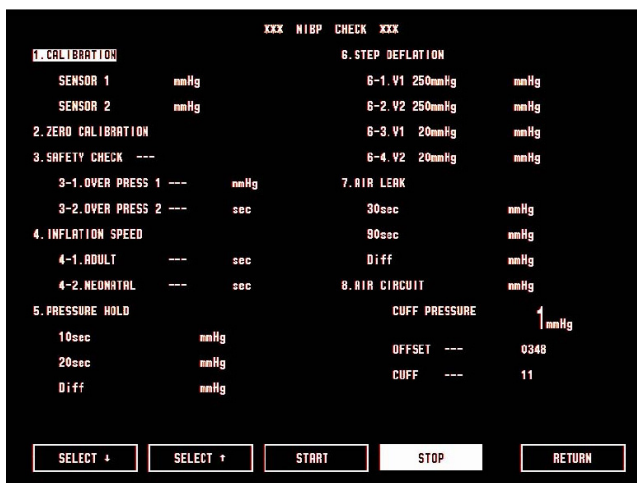 *** NIBP CHECK ***
1.CALIBRATION
SENSOR 1 mmHg
SENSOR 2 mmHg
2.ZERO CALIBRATION
3.SAFETY CHECK ---
3-1.OVER PRESS 1 --- mmHg
3-2.OVER PRESS 2 --- sec
4.INFLATION SPEED
4-1.ADULT --- sec
4-2.NEONATAL --- sec
5.PRESSURE HOLD
10sec mmHg
20sec mmHg
Diff mmHg
6.STEP DEFLATION
6-1.V1 250mmHg mmHg
6-2.V2 250mmHg mmHg
6-3.V1 20mmHg mmHg
6-4.V2 20mmHg mmHg
7.AIR LEAK
30sec mmHg
90sec mmHg
Diff mmHg
8.AIR CIRCUIT mmHg
CUFF PRESSURE 1 mmHg
OFFSET --- 0348
CUFF --- 11
SELECT ↓ SELECT ↑ START STOP RETURN